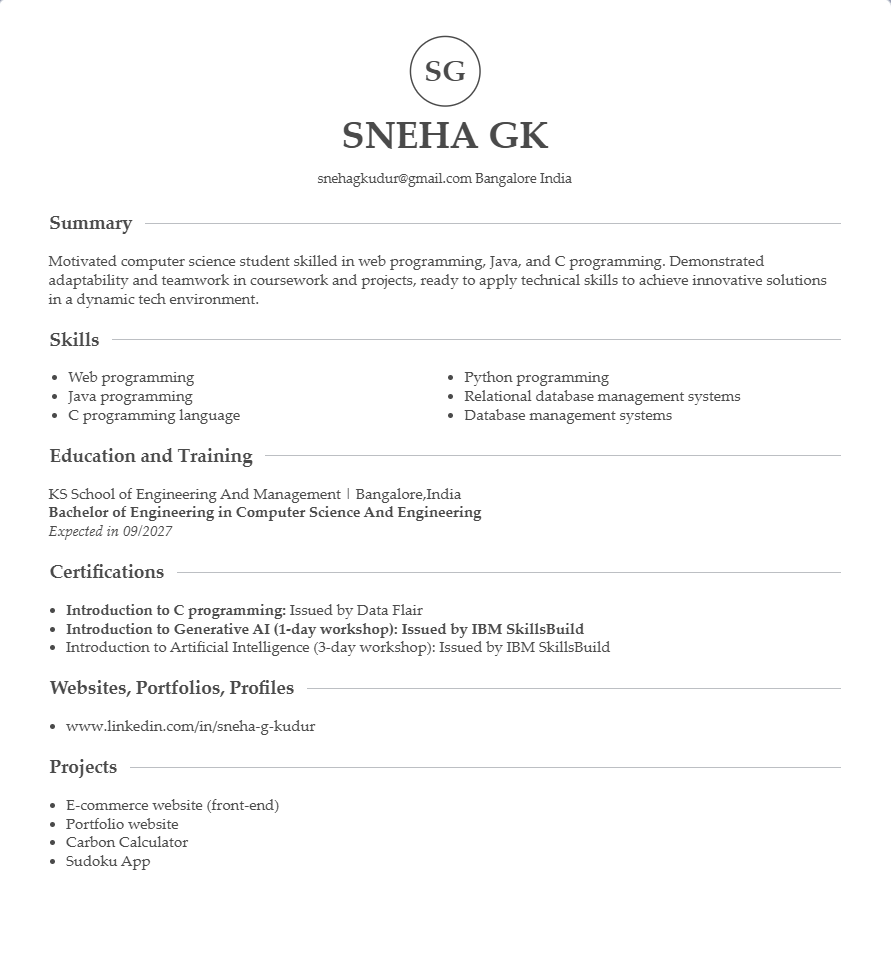 SG
SNEHA GK
snehagkudur@gmail.com Bangalore India
Summary
Motivated computer science student skilled in web programming, Java, and C programming. Demonstrated
adaptability and teamwork in coursework and projects, ready to apply technical skills to achieve innovative solutions
in a dynamic tech environment.
Skills
• Web programming
• Java programming
• C programming language
• Python programming
• Relational database management systems
• Database management systems
Education and Training
KS School of Engineering And Management | Bangalore,India
Bachelor of Engineering in Computer Science And Engineering
Expected in 09/2027
Certifications
• Introduction to C programming: Issued by Data Flair
• Introduction to Generative AI (1-day workshop): Issued by IBM SkillsBuild
• Introduction to Artificial Intelligence (3-day workshop): Issued by IBM SkillsBuild
Websites, Portfolios, Profiles
• www.linkedin.com/in/sneha-g-kudur
Projects
• E-commerce website (front-end)
• Portfolio website
• Carbon Calculator
• Sudoku App